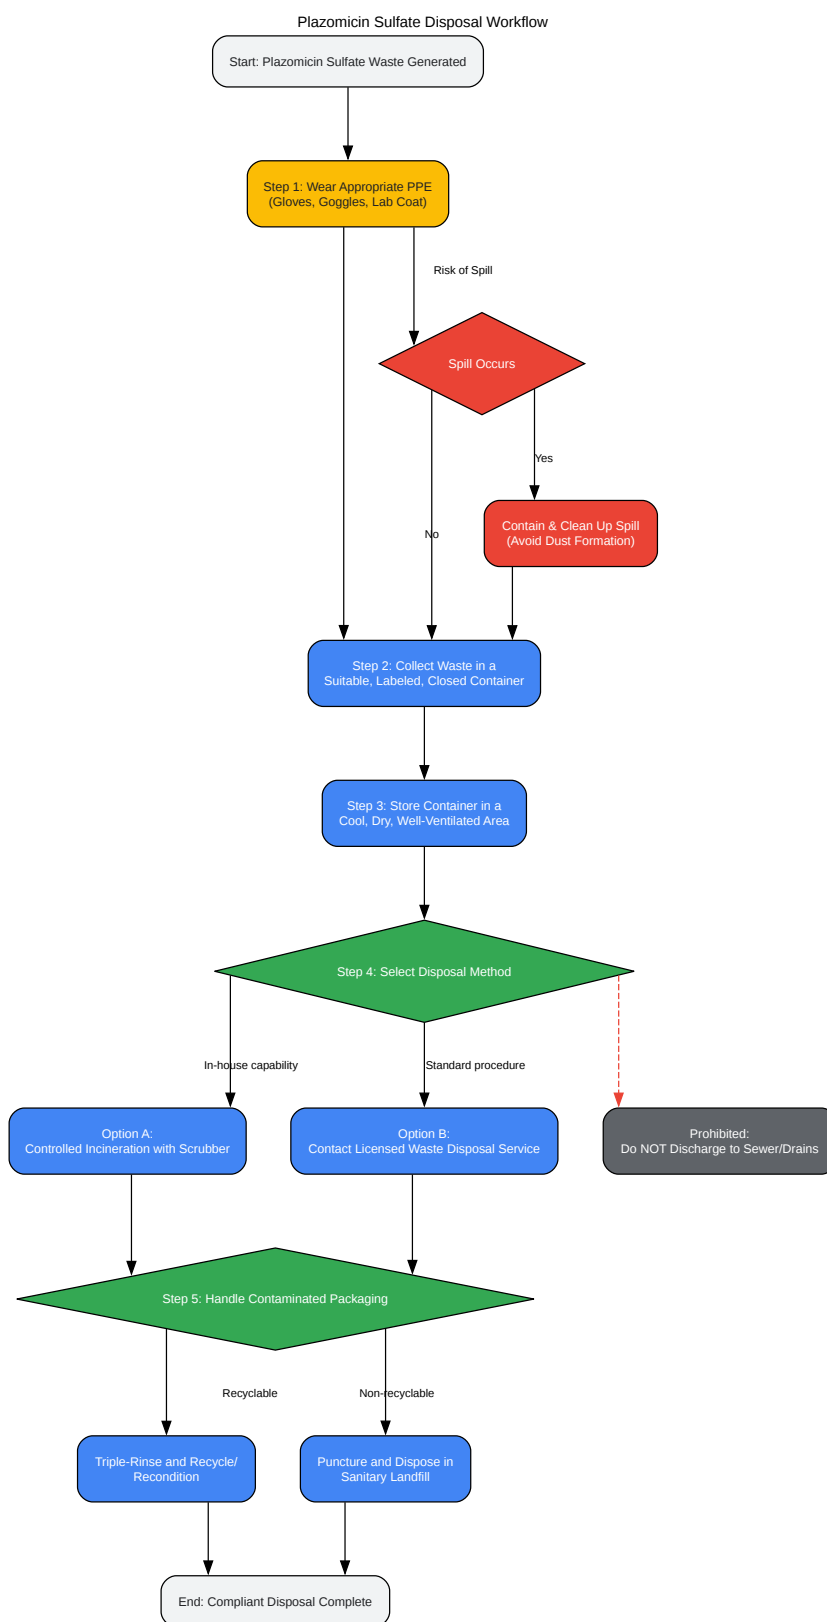 Plazomicin Sulfate Disposal Workflow
Start: Plazomicin Sulfate Waste Generated
Step 1: Wear Appropriate PPE
(Gloves, Goggles, Lab Coat)
Risk of Spill
Spill Occurs
Yes
Contain & Clean Up Spill
(Avoid Dust Formation)
No
Step 2: Collect Waste in a
Suitable, Labeled, Closed Container
Step 3: Store Container in a
Cool, Dry, Well-Ventilated Area
Step 4: Select Disposal Method
In-house capability
Standard procedure
Option A:
Controlled Incineration with Scrubber
Option B:
Contact Licensed Waste Disposal Service
Prohibited:
Do NOT Discharge to Sewer/Drains
Step 5: Handle Contaminated Packaging
Recyclable
Non-recyclable
Triple-Rinse and Recycle/
Recondition
Puncture and Dispose in
Sanitary Landfill
End: Compliant Disposal Complete